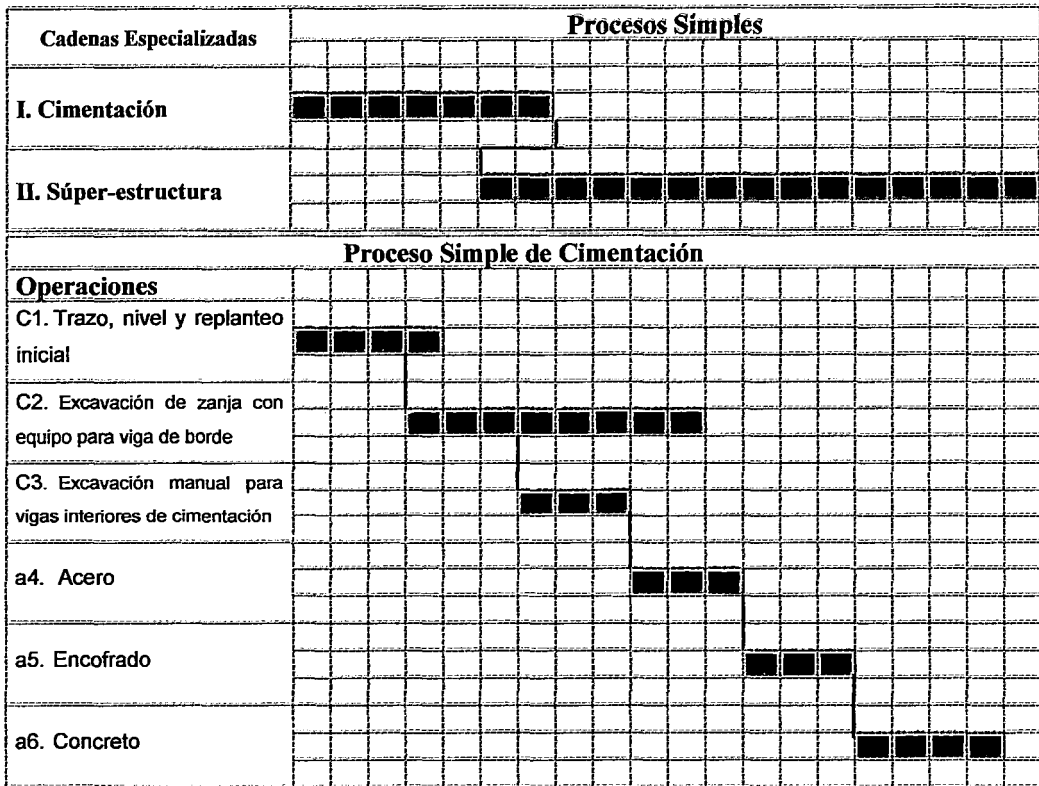 Cadenas Especializadas
Procesos Simples
I. Cimentación
II. Súper-estructura
Proceso Simple de Cimentación
Operaciones
C1. Trazo, nivel y replanteo
inicial
C2. Excavación de zanja con
equipo para viga de borde
C3. Excavación manual para
vigas interiores de cimentación
a4. Acero
a5. Encofrado
a6. Concreto